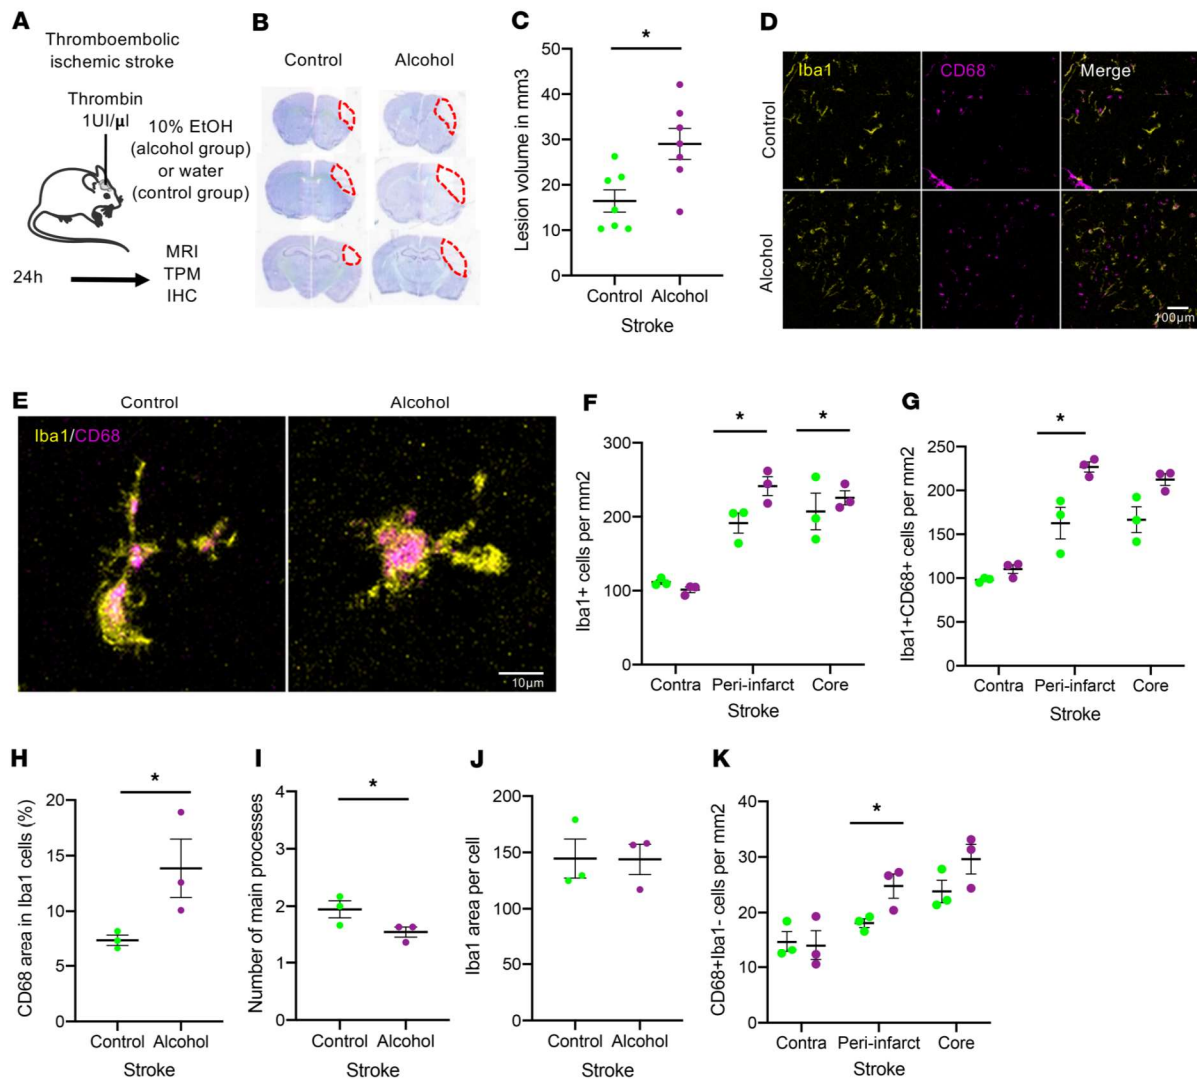 A
Thromboembolic
ischemic stroke
Thrombin
1UI/µl
10% EtOH
(alcohol group)
or water
(control group)
24h
MRI
TPM
IHC
B
Control Alcohol
C
*
Lesion volume in mm3
50
40
30
20
10
0
Control Alcohol
Stroke
D
Iba1 CD68 Merge
Control
Alcohol
100µm
E
Control Alcohol
Iba1/CD68
10µm
F
* *
Iba1+ cells per mm2
300
200
100
0
Contra Peri-infarct Core
Stroke
G
*
Iba1+CD68+ cells per mm2
250
200
150
100
50
0
Contra Peri-infarct Core
Stroke
H
*
CD68 area in Iba1 cells (%)
20
15
10
5
0
Control Alcohol
Stroke
I
*
Number of main processes
4
3
2
1
0
Control Alcohol
Stroke
J
Iba1 area per cell
200
150
100
50
0
Control Alcohol
Stroke
K
*
CD68+Iba1- cells per mm2
40
30
20
10
0
Contra Peri-infarct Core
Stroke